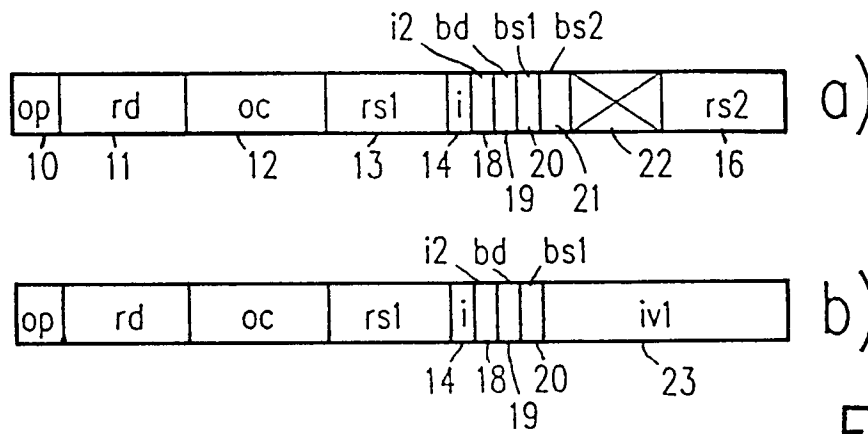 i2 bd bs1 bs2
op rd oc rs1 i rs2 a)
10 11 12 13 14 18 20 22 16
19 21
i2 bd bs1
op rd oc rs1 i iv1 b)
14 18 20 23
19